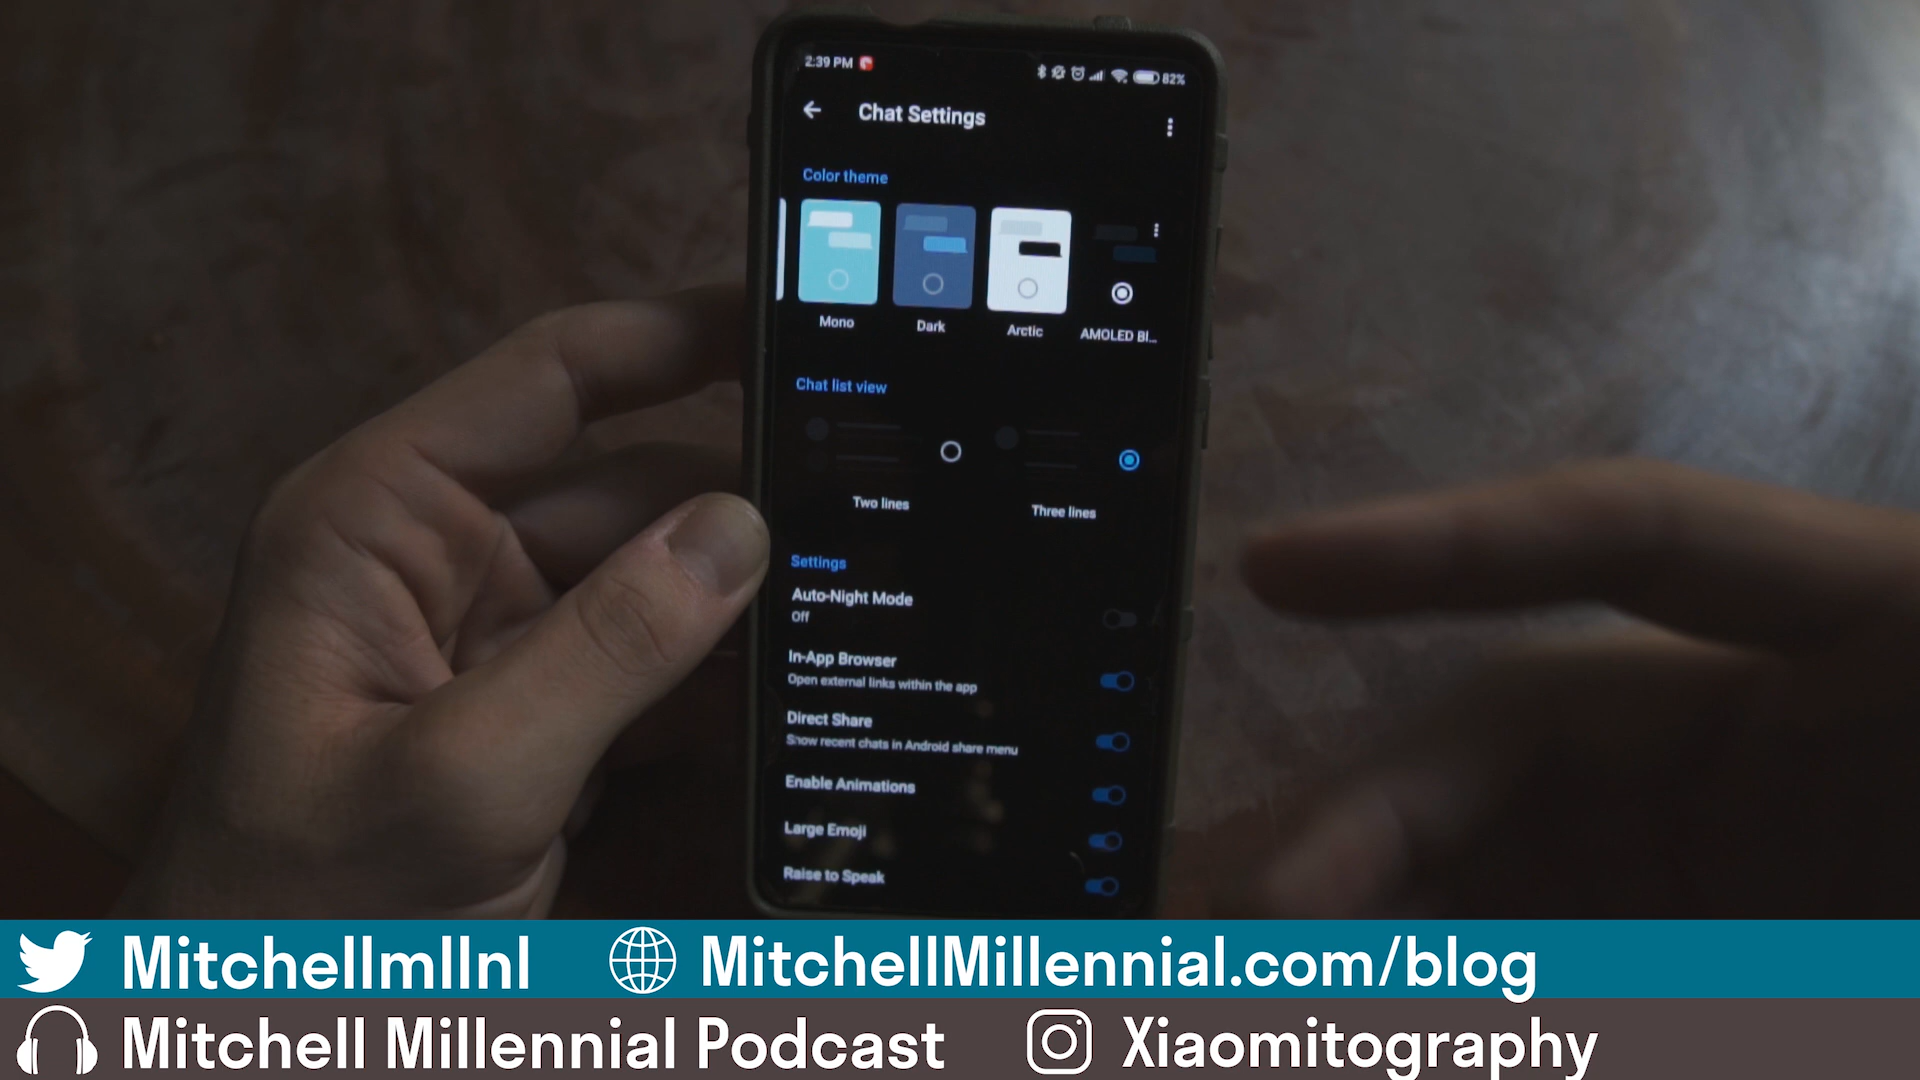 2:39 PM 82%
Chat Settings
Color theme
Mono Dark Arctic AMOLED Bl...
Chat list view
Two lines Three lines
Settings
Auto-Night Mode
Off
In-App Browser
Open external links within the app
Direct Share
Show recent chats in Android share menu
Enable Animations
Large Emoji
Raise to Speak
Mitchellmllnl MitchellMillennial.com/blog
Mitchell Millennial Podcast Xiaomitography